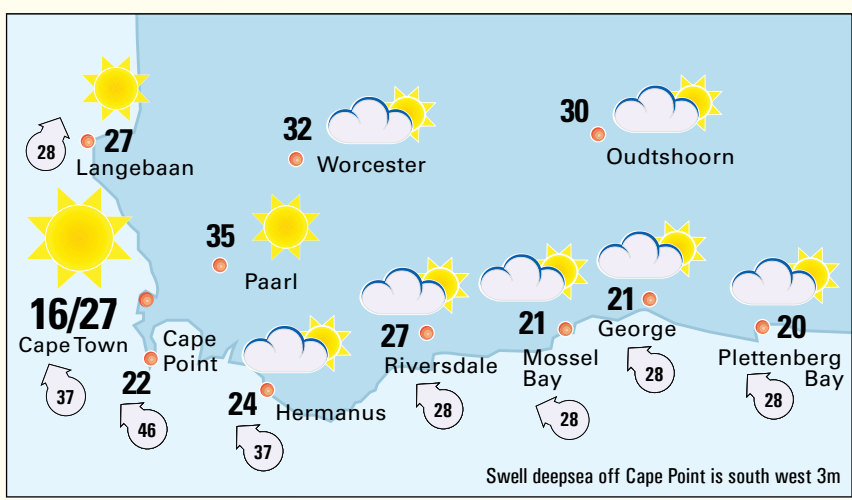 27
28
Langebaan
32
Worcester
30
Oudtshoorn
35
Paarl
16/27
Cape Town
37
Cape
Point
22
46
24
Hermanus
37
27
Riversdale
28
21
Mossel
Bay
28
21
George
28
20
Plettenberg
Bay
28
Swell deepsea off Cape Point is south west 3m